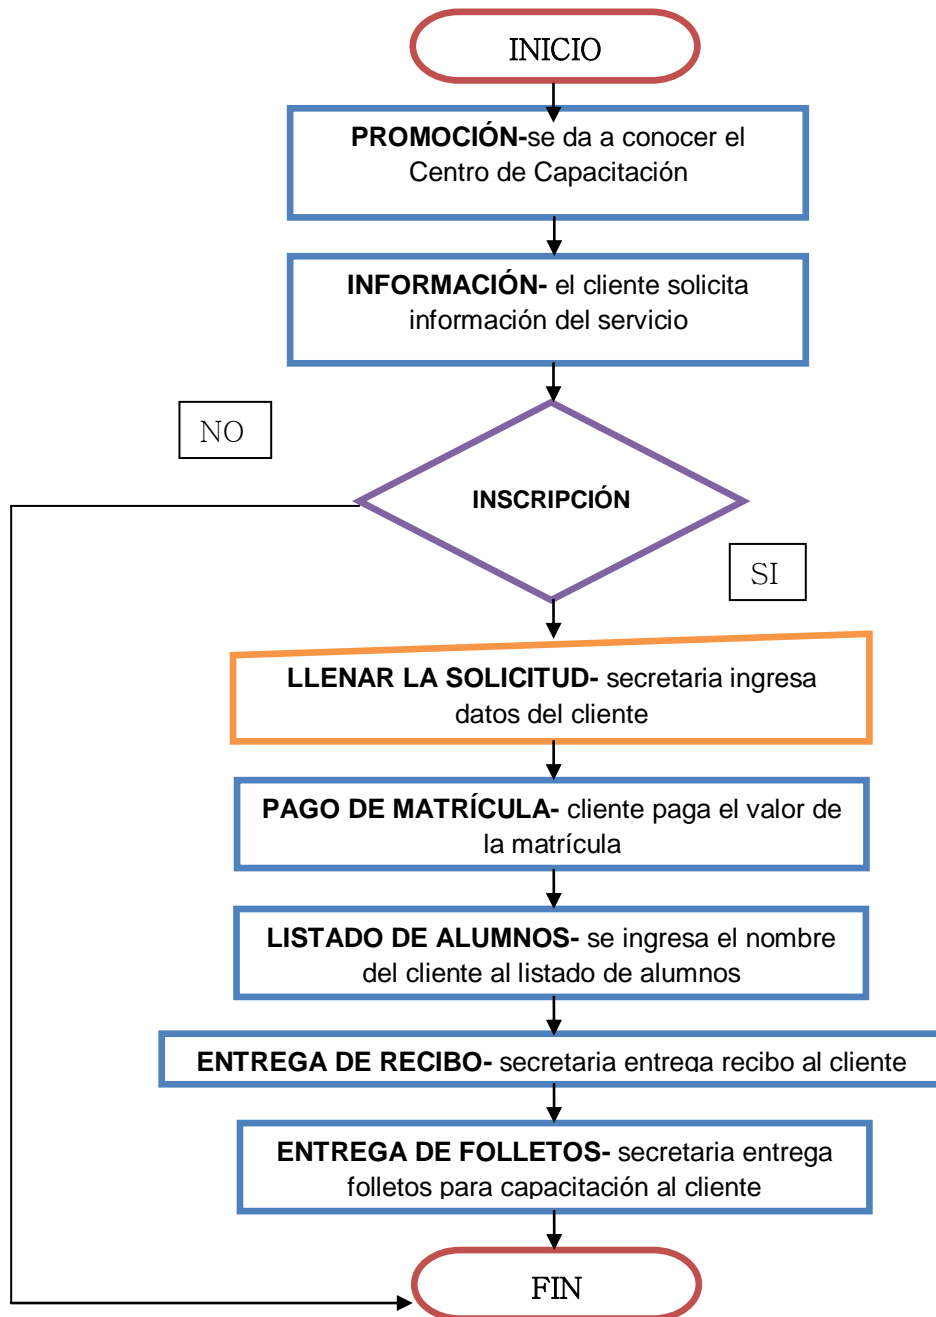 INICIO
PROMOCIÓN-se da a conocer el
Centro de Capacitación
INFORMACIÓN- el cliente solicita
información del servicio
NO
INSCRIPCIÓN
SI
LLENAR LA SOLICITUD- secretaria ingresa
datos del cliente
PAGO DE MATRÍCULA- cliente paga el valor de
la matrícula
LISTADO DE ALUMNOS- se ingresa el nombre
del cliente al listado de alumnos
ENTREGA DE RECIBO- secretaria entrega recibo al cliente
ENTREGA DE FOLLETOS- secretaria entrega
folletos para capacitación al cliente
FIN